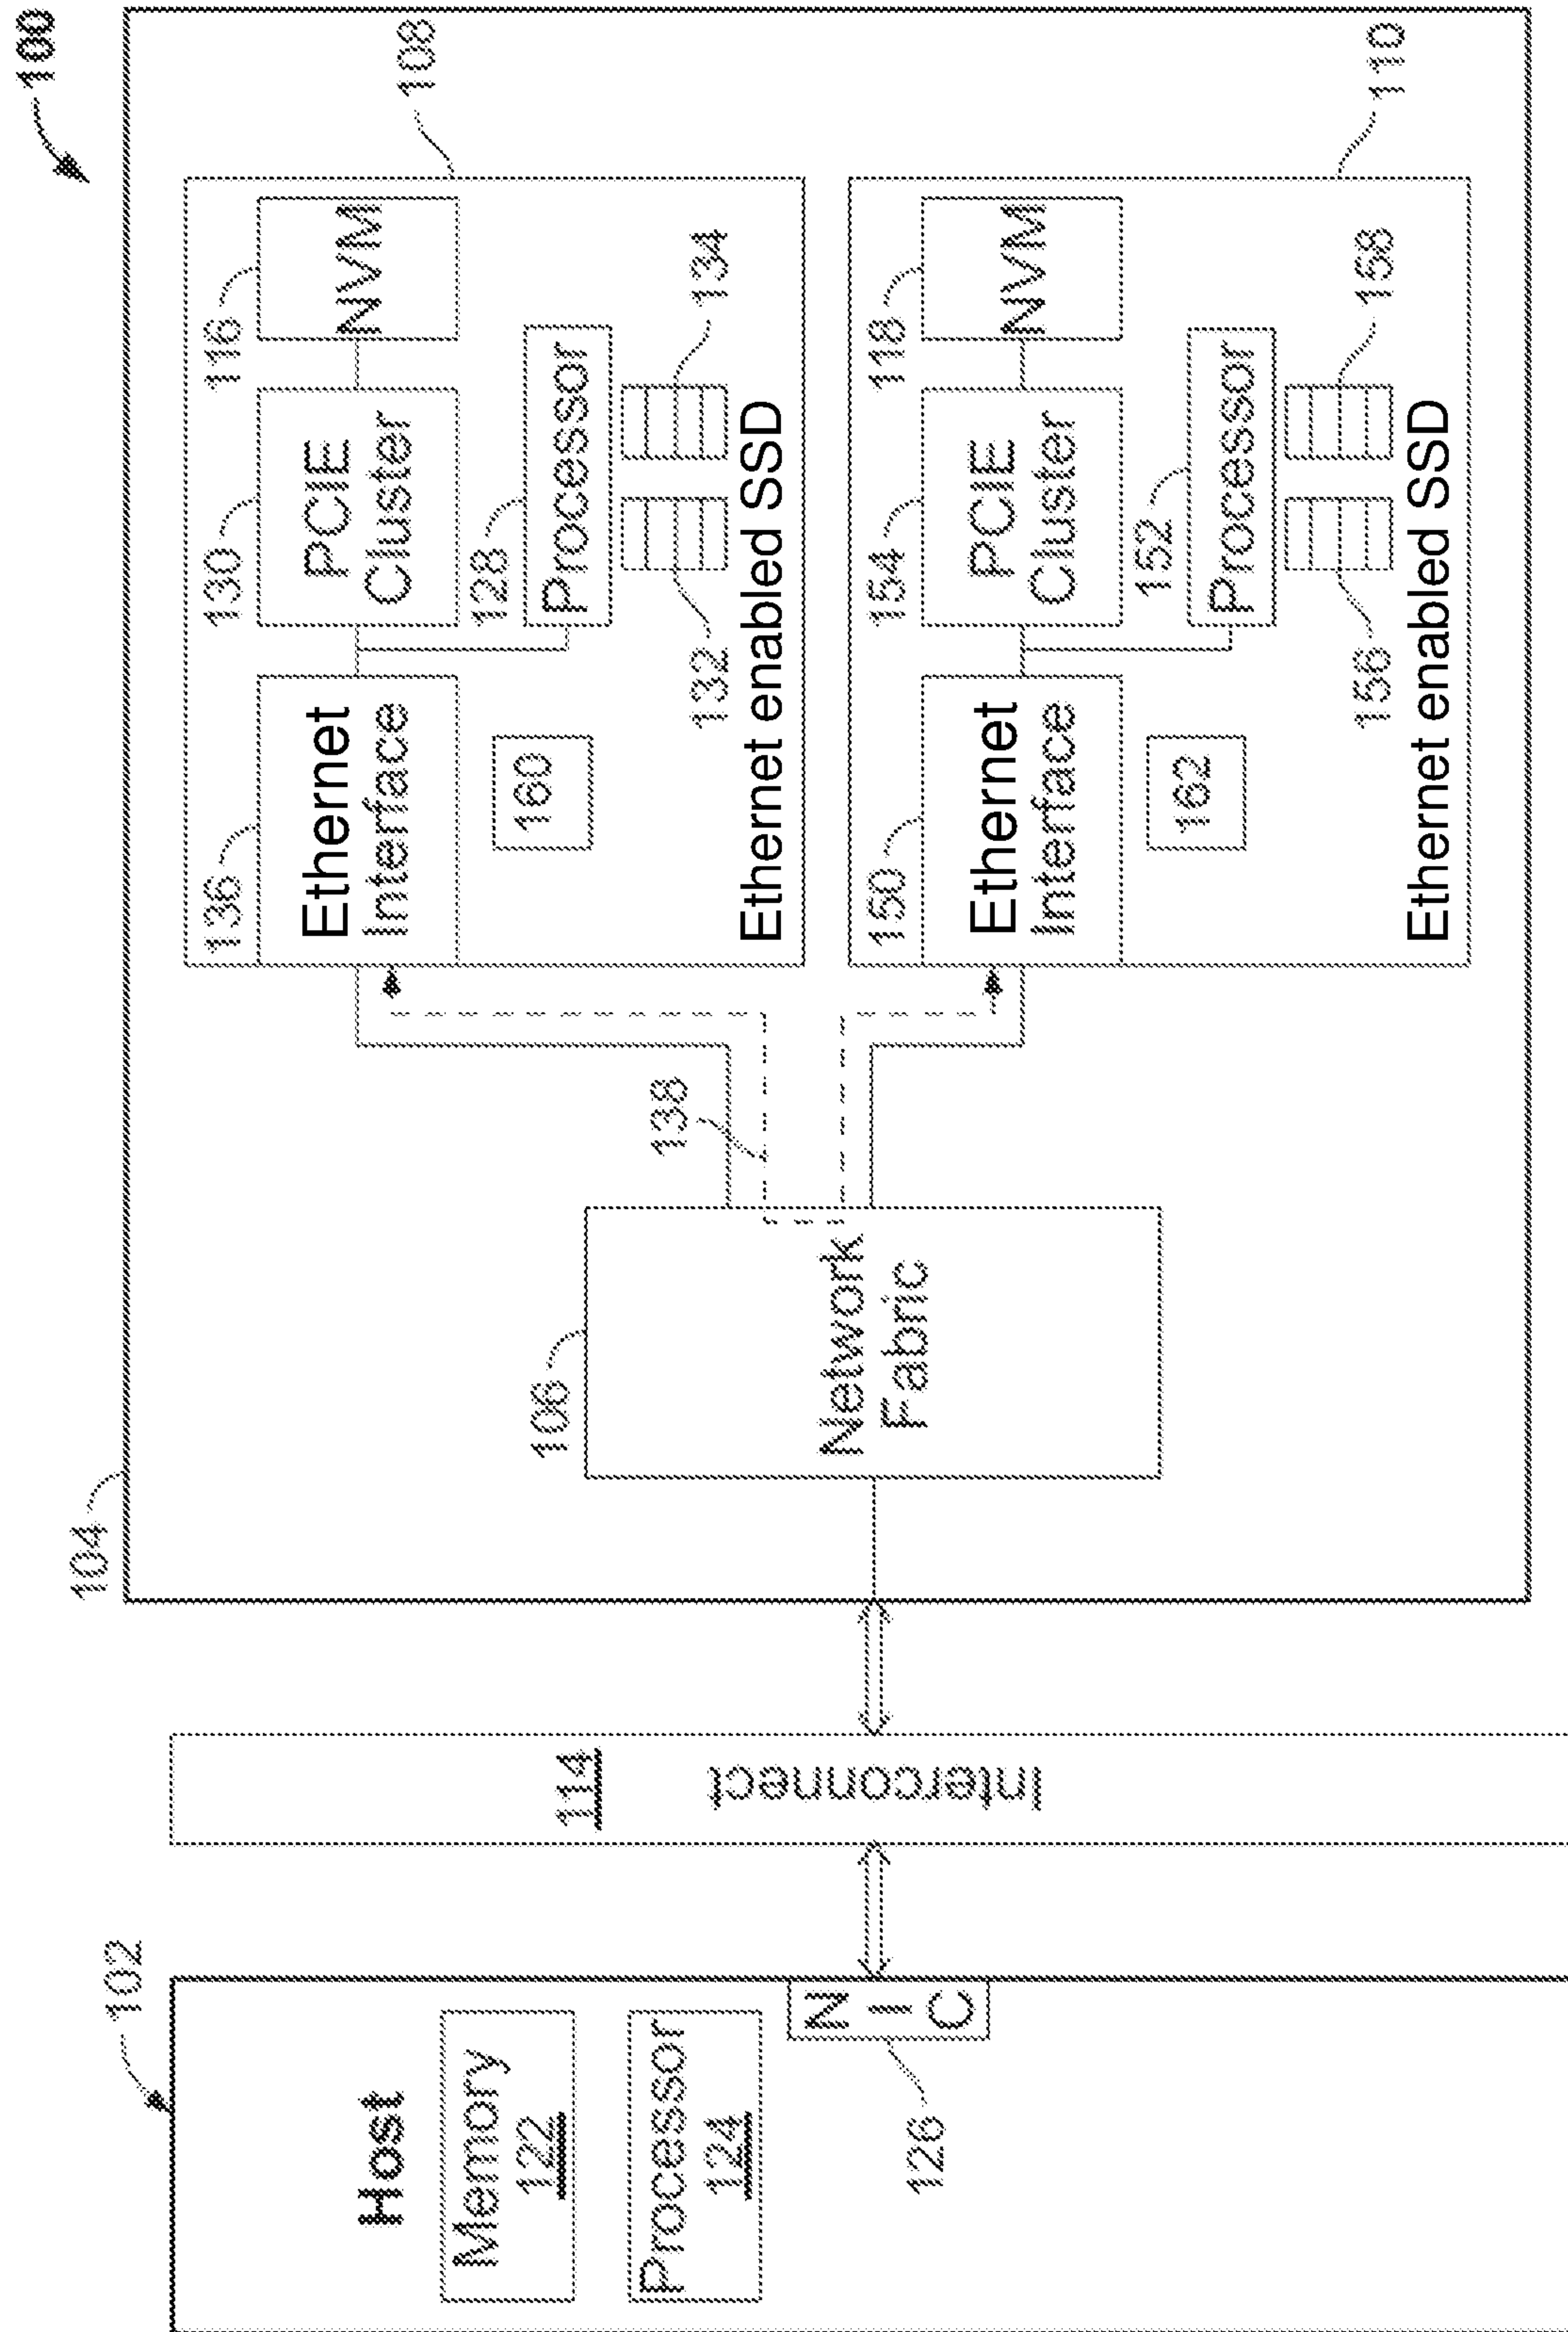 100
102
Host
Memory
122
Processor
124
NIC
126
114
Interconnect
104
106
Network
Fabric
138
108
136
Ethernet
Interface
130
PCIE
Cluster
116
NVM
160
128
Processor
132
134
Ethernet enabled SSD
110
150
Ethernet
Interface
154
PCIE
Cluster
118
NVM
162
152
Processor
156
158
Ethernet enabled SSD